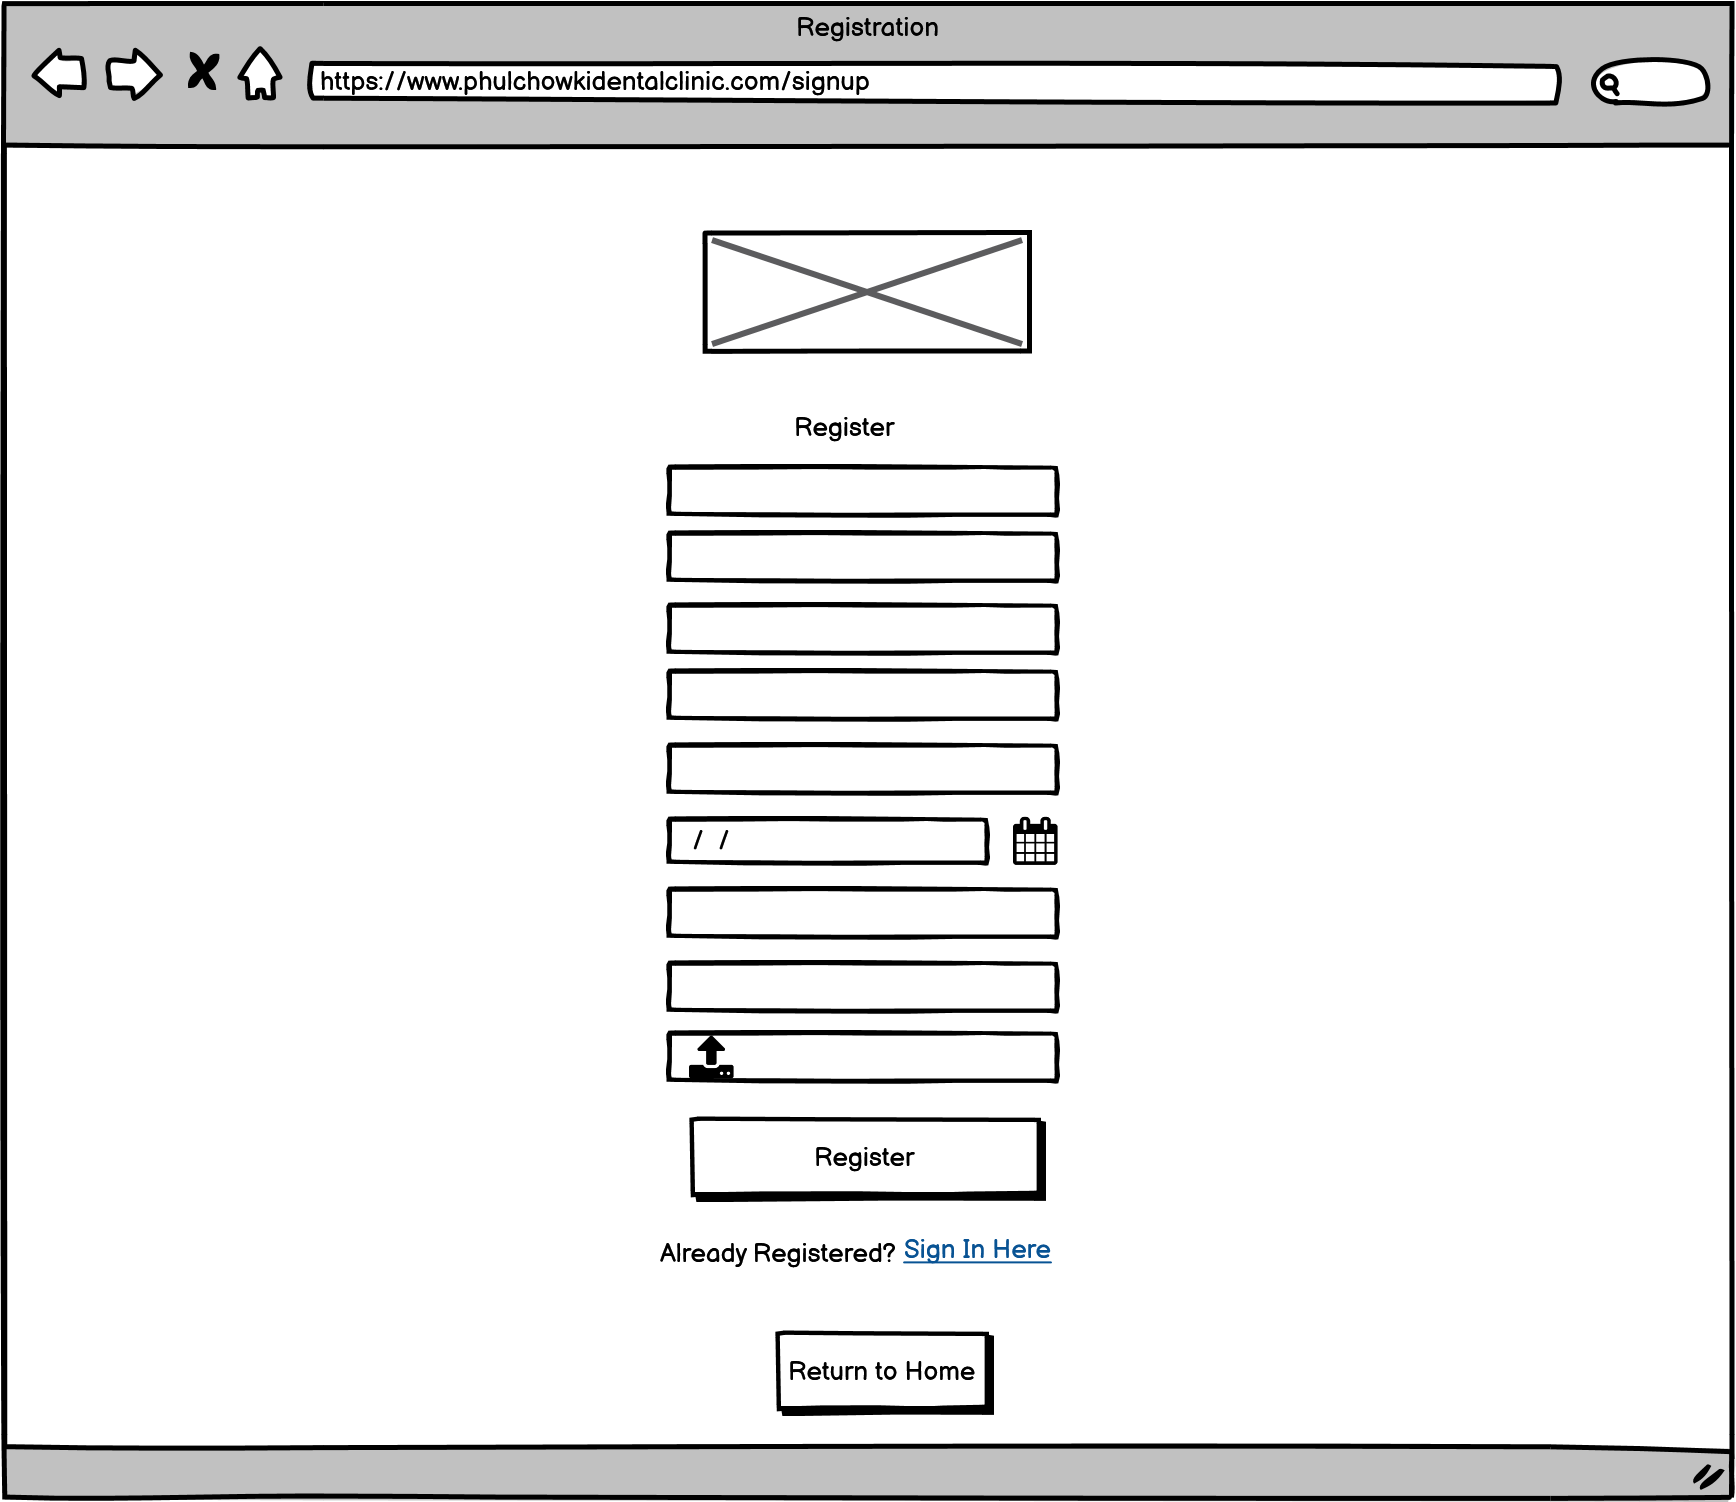 Registration
https://www.phulchowkidentalclinic.com/signup
Register
/ /
Register
Already Registered? Sign In Here
Return to Home